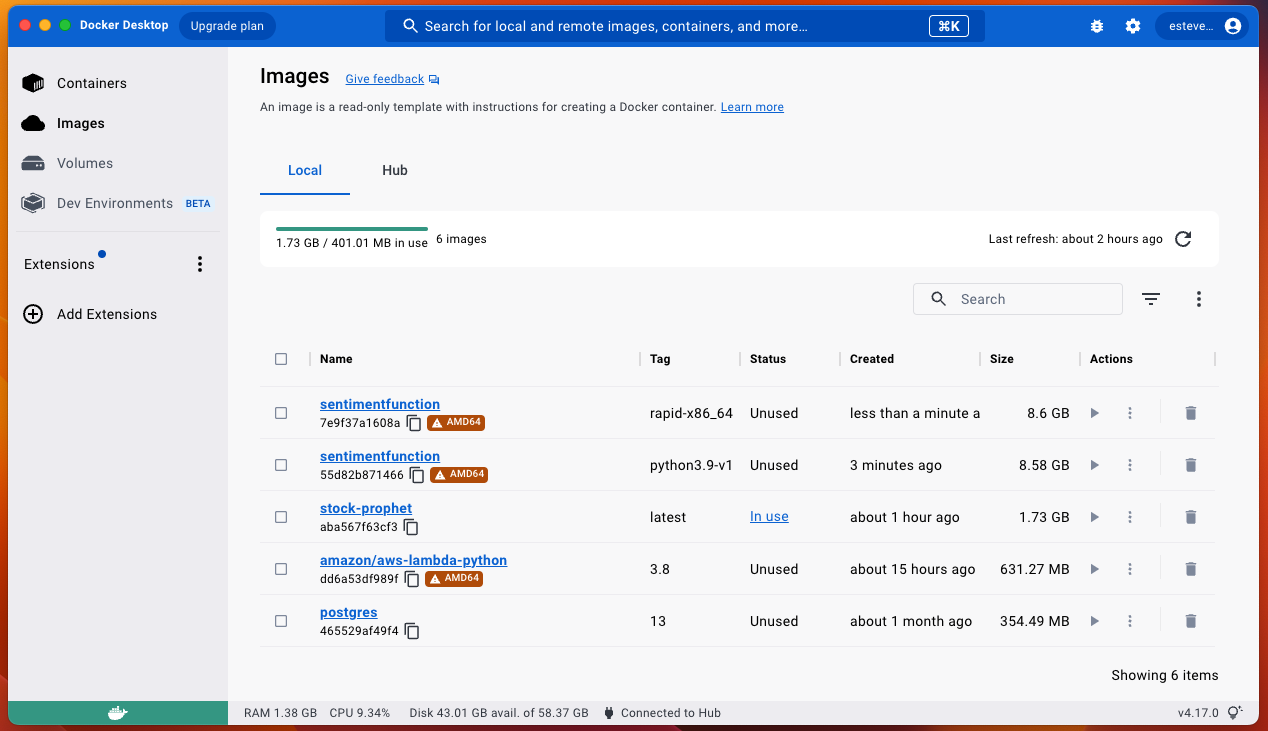 Docker Desktop Upgrade plan Search for local and remote images, containers, and more… ⌘K esteve…
Containers
Images
Volumes
Dev Environments BETA
Extensions
Add Extensions
Images Give feedback
An image is a read-only template with instructions for creating a Docker container. Learn more
Local Hub
1.73 GB / 401.01 MB in use 6 images Last refresh: about 2 hours ago
Search
Name Tag Status Created Size Actions
sentimentfunction
7e9f37a1608a AMD64 rapid-x86_64 Unused less than a minute a 8.6 GB
sentimentfunction
55d82b871466 AMD64 python3.9-v1 Unused 3 minutes ago 8.58 GB
stock-prophet
aba567f63cf3 latest In use about 1 hour ago 1.73 GB
amazon/aws-lambda-python
dd6a53df989f AMD64 3.8 Unused about 15 hours ago 631.27 MB
postgres
465529af49f4 13 Unused about 1 month ago 354.49 MB
Showing 6 items
RAM 1.38 GB CPU 9.34% Disk 43.01 GB avail. of 58.37 GB Connected to Hub v4.17.0